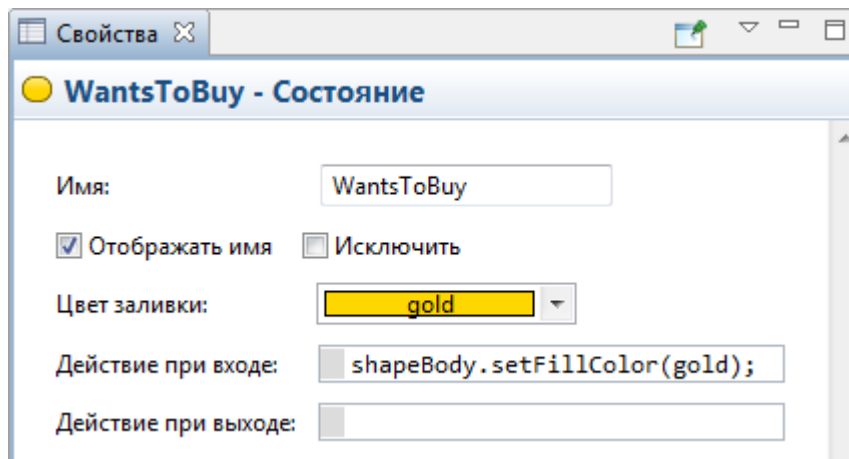 Свойства
WantsToBuy - Состояние
Имя: WantsToBuy
Отображать имя Исключить
Цвет заливки: gold
Действие при входе: shapeBody.setFillColor(gold);
Действие при выходе: